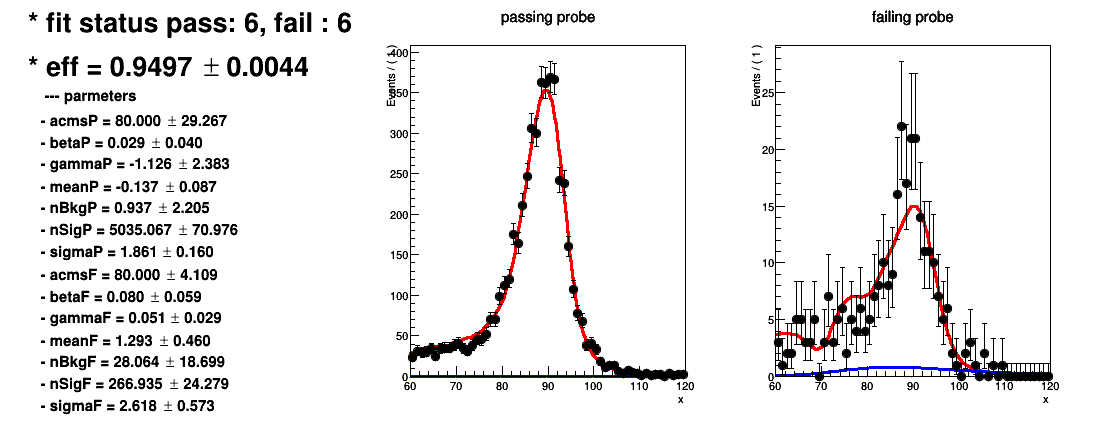 * fit status pass: 6, fail : 6
* eff = 0.9497 ± 0.0044
--- parmeters
- acmsP = 80.000 ± 29.267
- betaP = 0.029 ± 0.040
- gammaP = -1.126 ± 2.383
- meanP = -0.137 ± 0.087
- nBkgP = 0.937 ± 2.205
- nSigP = 5035.067 ± 70.976
- sigmaP = 1.861 ± 0.160
- acmsF = 80.000 ± 4.109
- betaF = 0.080 ± 0.059
- gammaF = 0.051 ± 0.029
- meanF = 1.293 ± 0.460
- nBkgF = 28.064 ± 18.699
- nSigF = 266.935 ± 24.279
- sigmaF = 2.618 ± 0.573
passing probe
Events / ( 1 )
400
350
300
250
200
150
100
50
0
60 70 80 90 100 110 120
x
failing probe
Events / ( 1 )
25
20
15
10
5
0
60 70 80 90 100 110 120
x